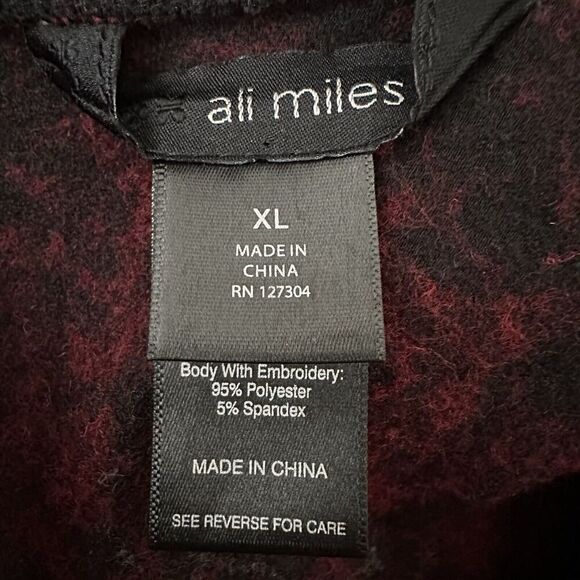 ali miles
XL
MADE IN
CHINA
RN 127304
Body With Embroidery:
95% Polyester
5% Spandex
MADE IN CHINA
SEE REVERSE FOR CARE